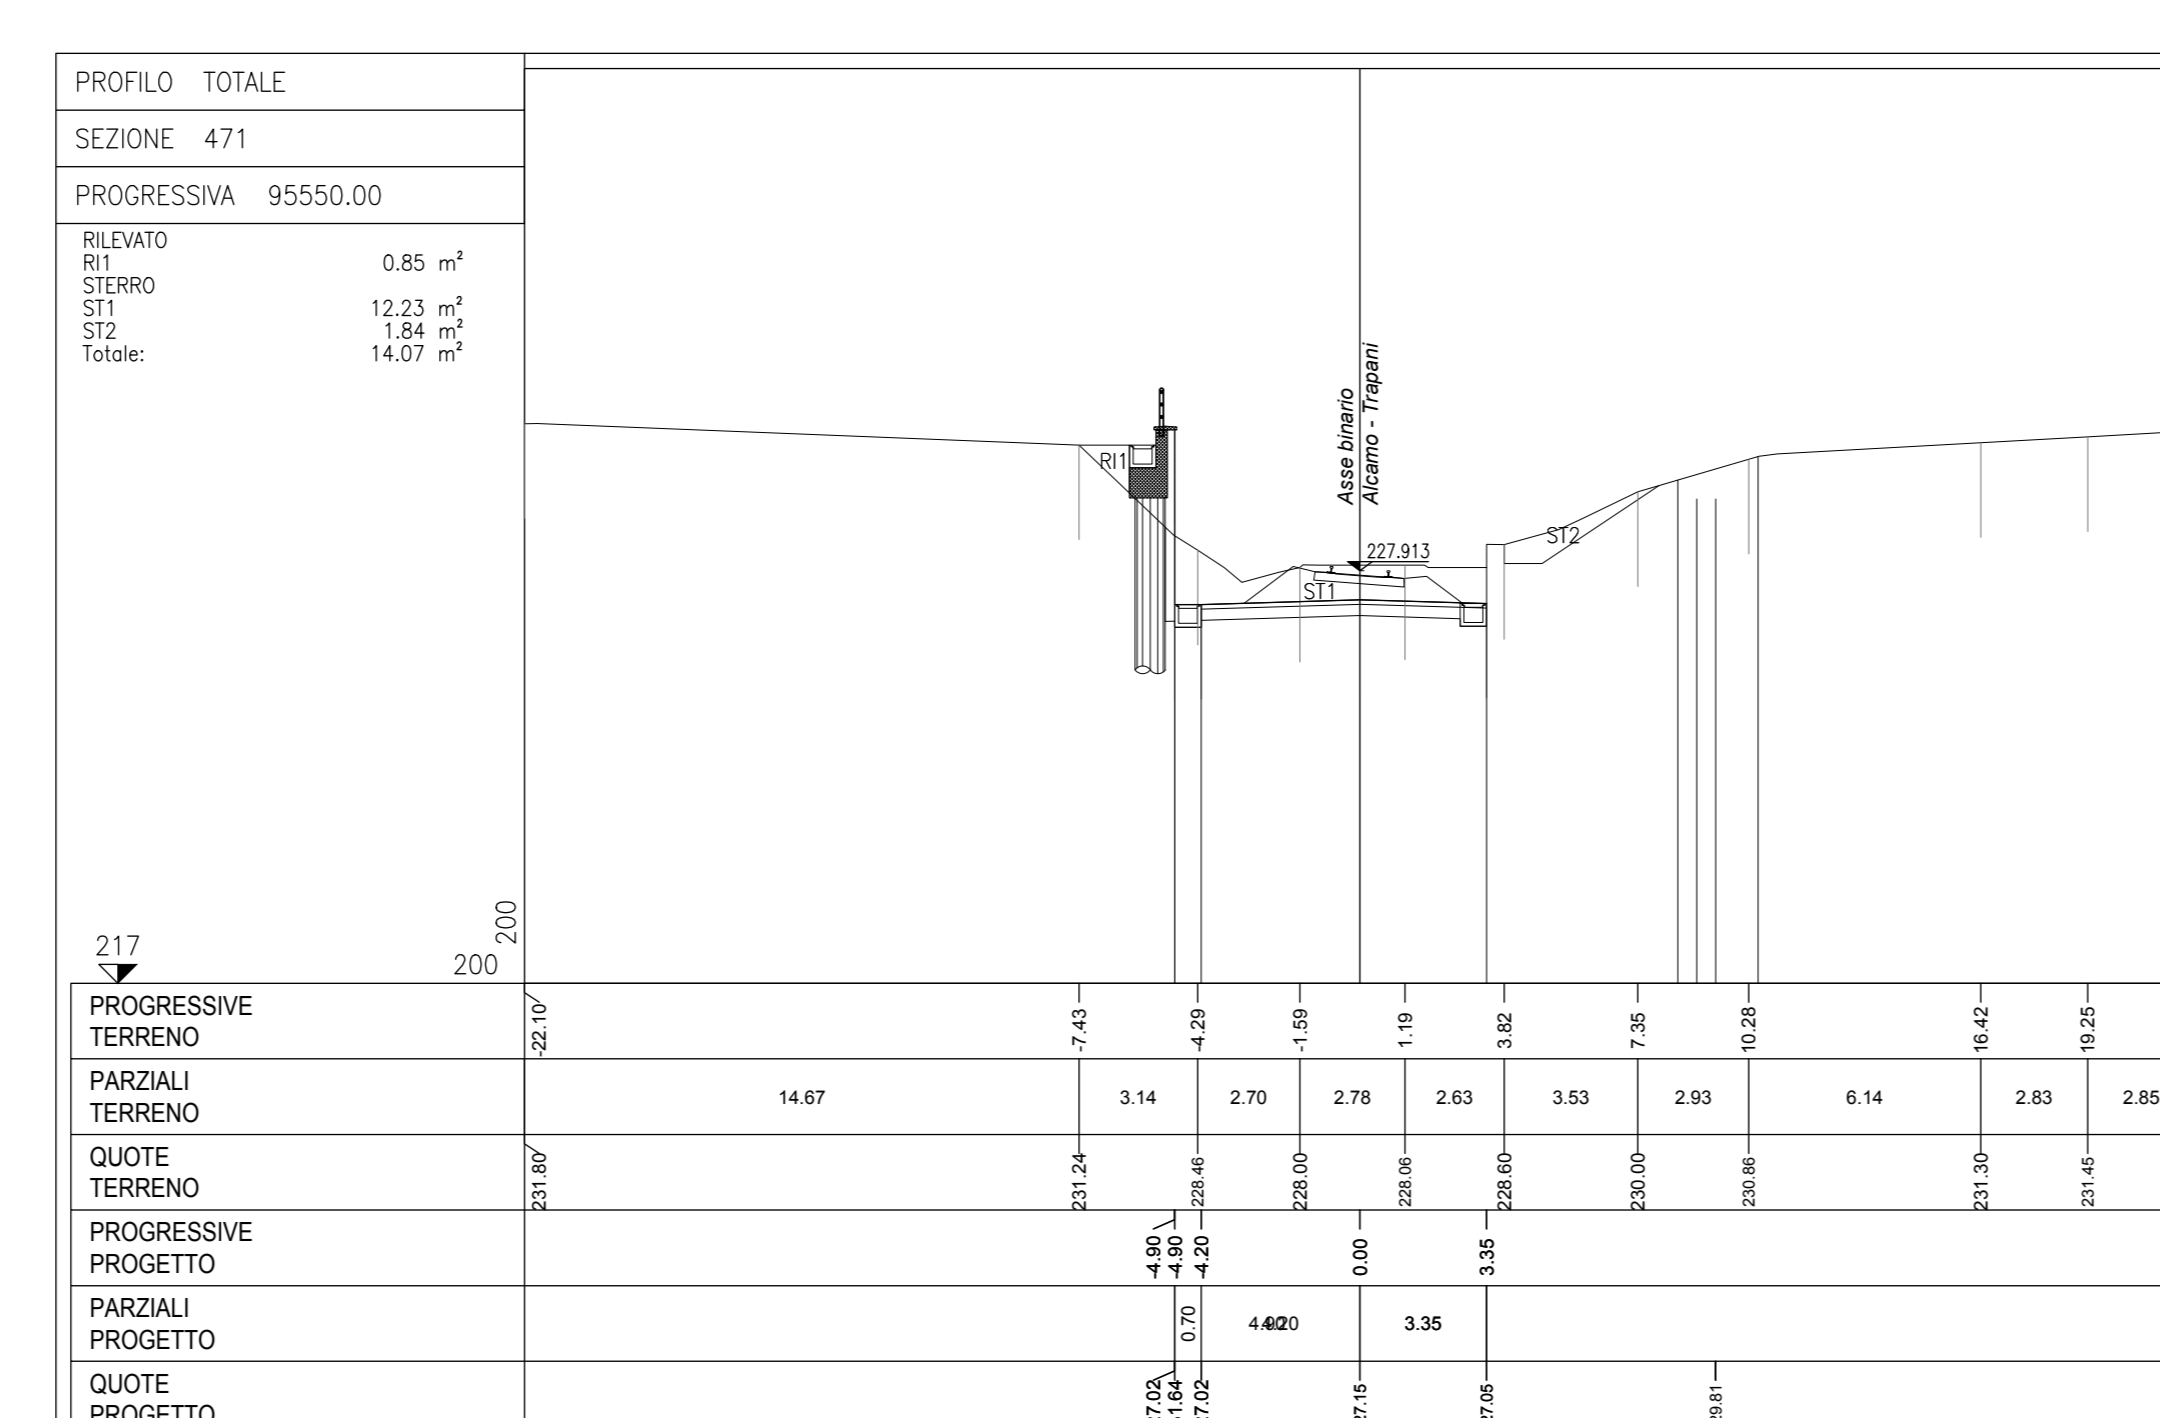 PROFILO TOTALE
SEZIONE 471
PROGRESSIVA 95550.00
RILEVATO
RI1 0.85 m²
STERRO
ST1 12.23 m²
ST2 1.84 m²
Totale: 14.07 m²
Asse binario
Alcamo - Trapani
RI1
ST2
227.913
ST1
200
217
200
PROGRESSIVE
TERRENO
-22.10 -7.43 -4.29 -1.59 1.19 3.82 7.35 10.28 16.42 19.25
PARZIALI
TERRENO
14.67 3.14 2.70 2.78 2.63 3.53 2.93 6.14 2.83 2.85
QUOTE
TERRENO
231.80 231.24 228.46 228.00 228.06 228.60 230.00 230.86 231.30 231.45
PROGRESSIVE
PROGETTO
-4.90 -4.90 -4.20 0.00 3.35
PARZIALI
PROGETTO
0.70 3.35
QUOTE
PROGETTO